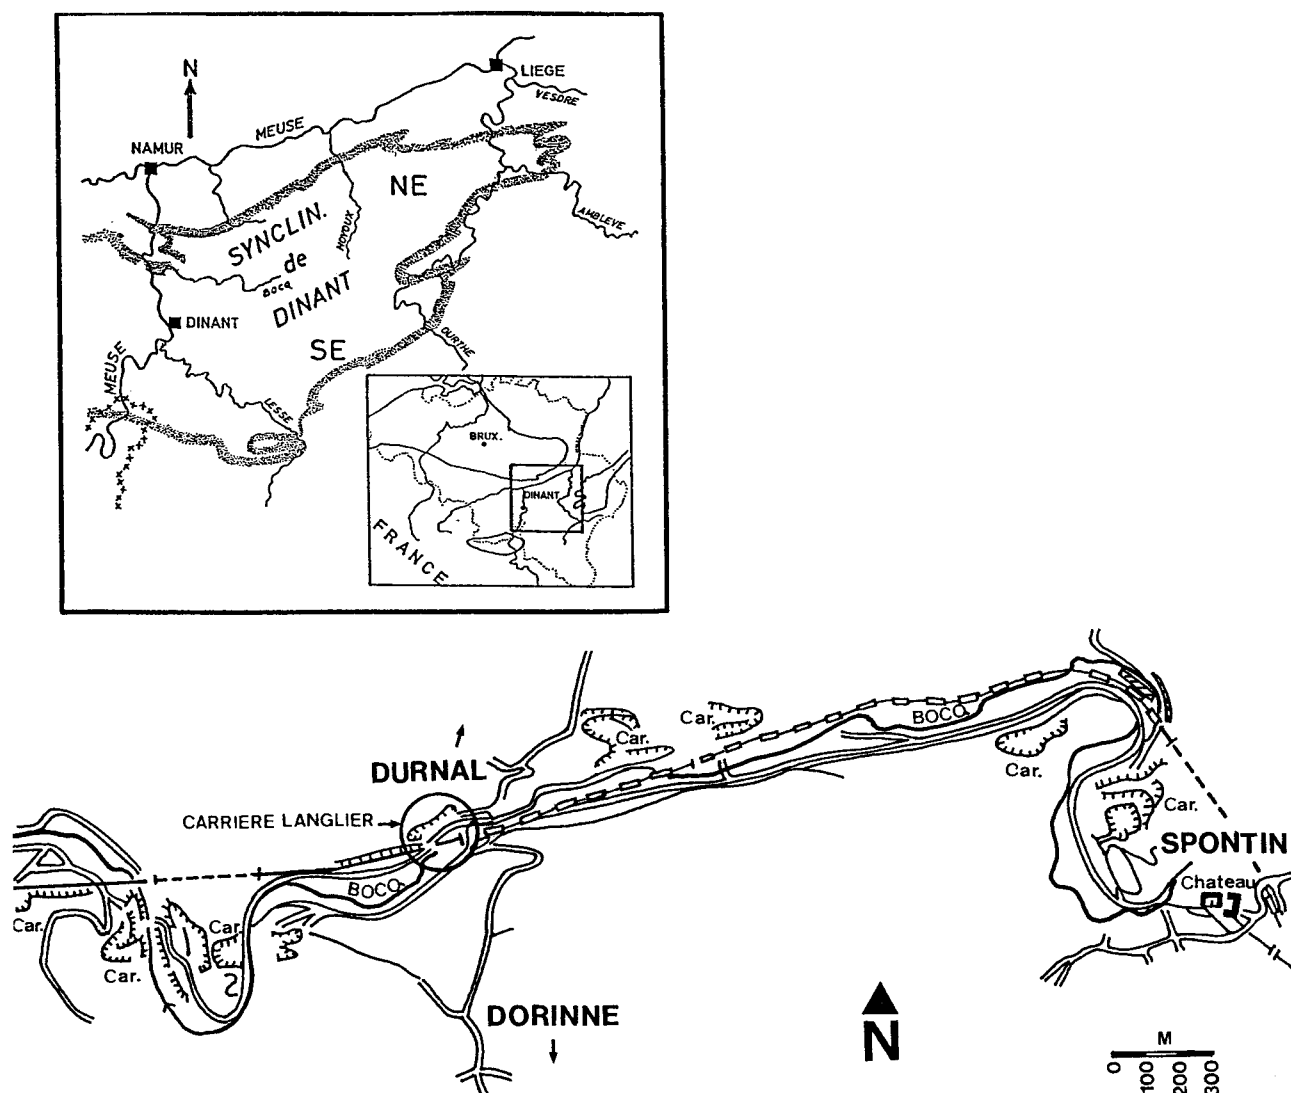 N
LIEGE
VESDRE
MEUSE
NAMUR
NE
HOYOUX
AMBLEVE
SYNCLIN.
de
BOCQ
DINANT
DINANT
SE
OURTHE
MEUSE
LESSE
BRUX.
DINANT
FRANCE
Car.
Car.
BOCQ
DURNAL
Car.
Car.
CARRIERE LANGLIER
SPONTIN
BOCQ
Chateau
Car.
Car.
Car.
DORINNE
N
M
0 100 200 300